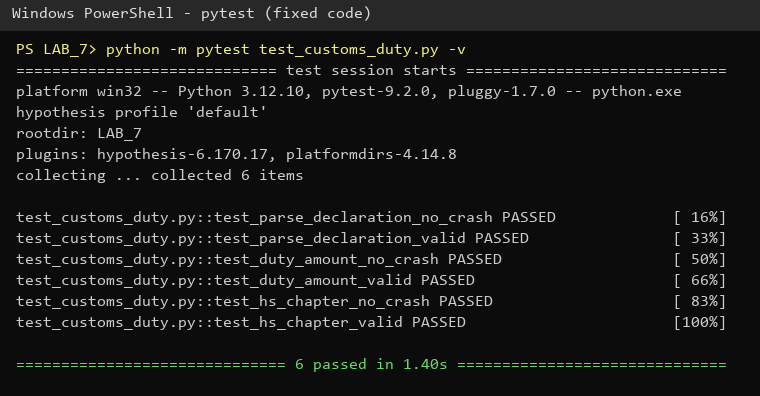 Windows PowerShell - pytest (fixed code)
PS LAB_7> python -m pytest test_customs_duty.py -v
============================= test session starts =============================
platform win32 -- Python 3.12.10, pytest-9.2.0, pluggy-1.7.0 -- python.exe
hypothesis profile 'default'
rootdir: LAB_7
plugins: hypothesis-6.170.17, platformdirs-4.14.8
collecting ... collected 6 items
test_customs_duty.py::test_parse_declaration_no_crash PASSED [ 16%]
test_customs_duty.py::test_parse_declaration_valid PASSED [ 33%]
test_customs_duty.py::test_duty_amount_no_crash PASSED [ 50%]
test_customs_duty.py::test_duty_amount_valid PASSED [ 66%]
test_customs_duty.py::test_hs_chapter_no_crash PASSED [ 83%]
test_customs_duty.py::test_hs_chapter_valid PASSED [100%]
============================== 6 passed in 1.40s ==============================